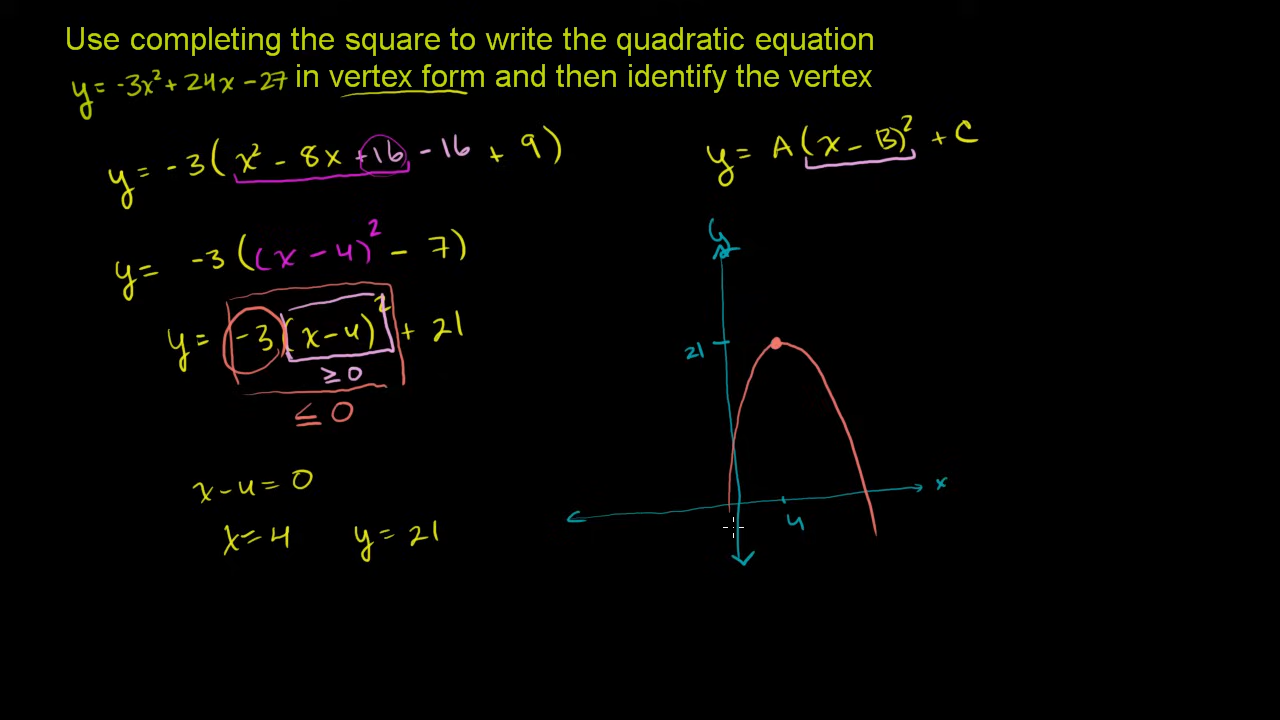 Use completing the square to write the quadratic equation
y = -3x² + 24x - 27 in vertex form and then identify the vertex
y = -3(x² - 8x +16 - 16 + 9)
y = A(x - B)² + C
y = -3((x - 4)² - 7)
y = -3(x - 4)² + 21
≥ 0
≤ 0
x - 4 = 0
x = 4 y = 21
y
21
x
4